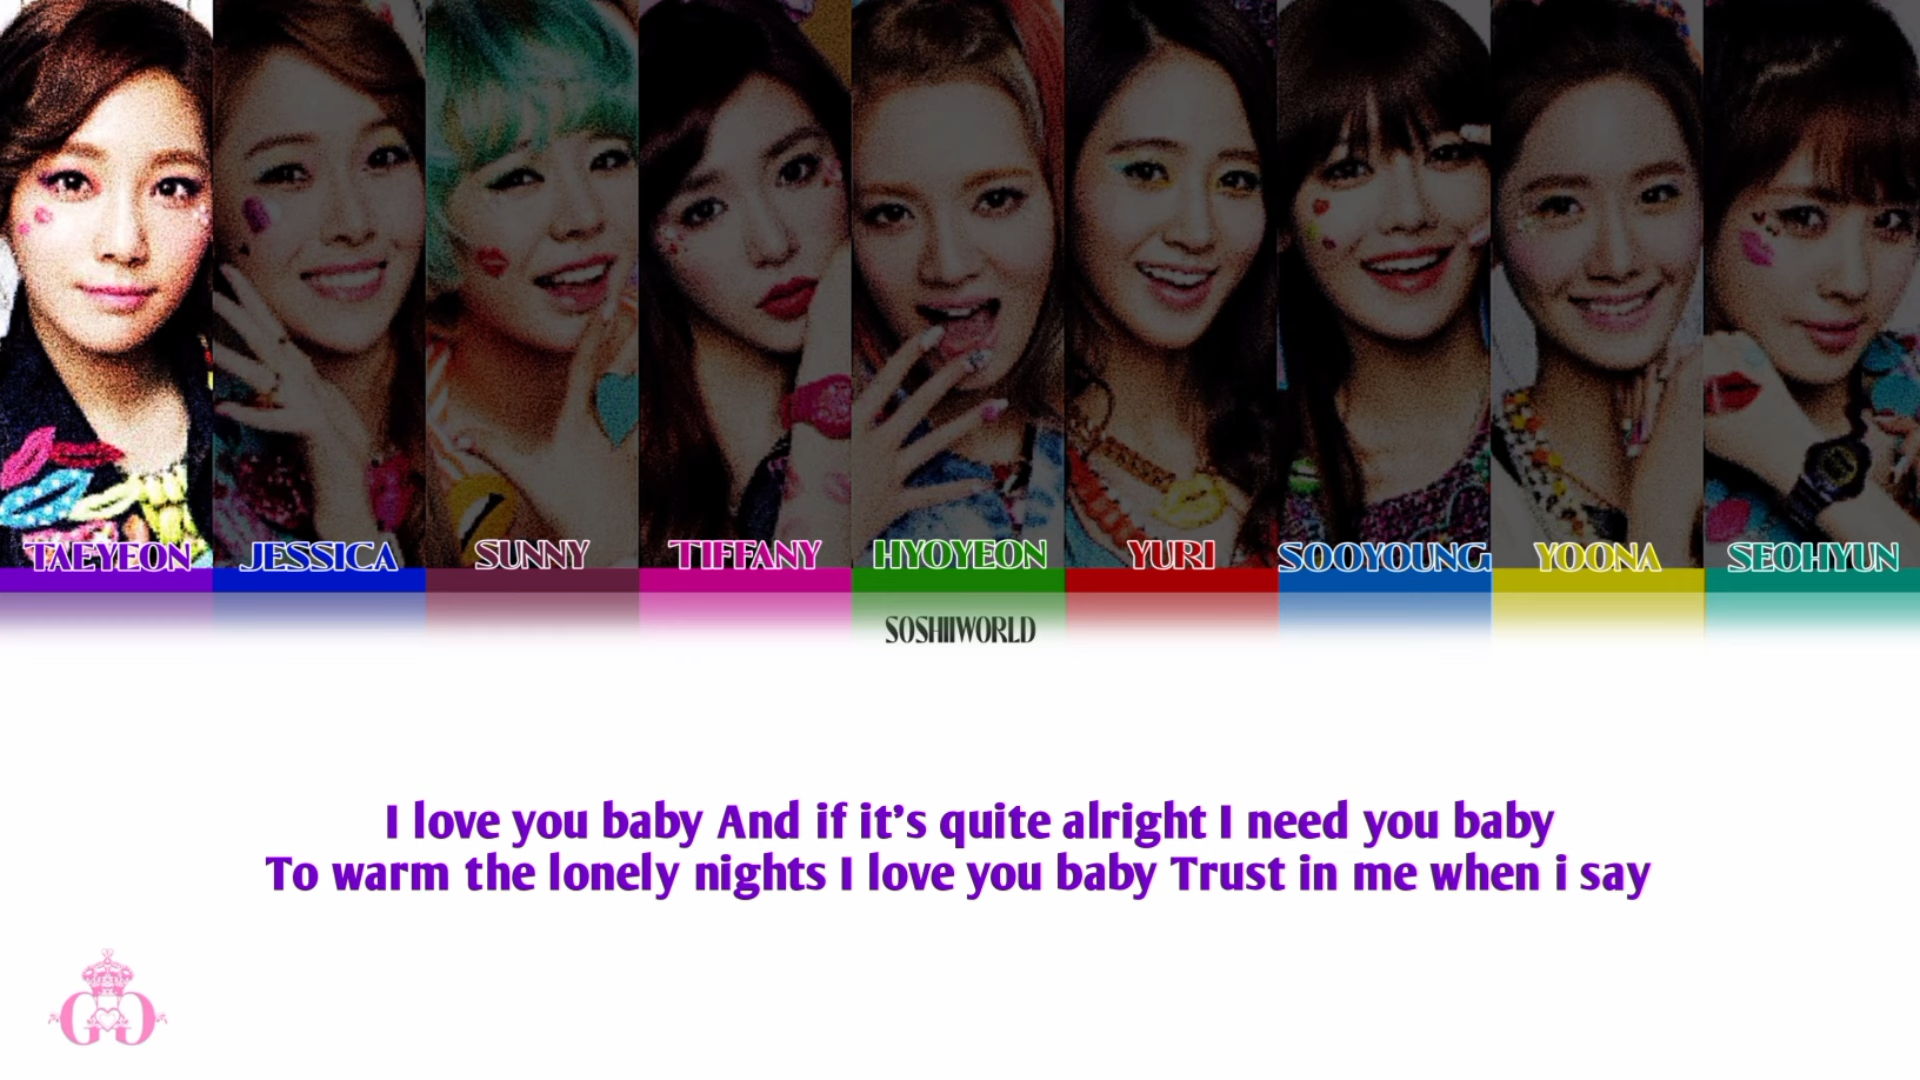 TAEYEON JESSICA SUNNY TIFFANY HYOYEON YURI SOOYOUNG YOONA SEOHYUN
SOSHIIWORLD
I love you baby And if it's quite alright I need you baby
To warm the lonely nights I love you baby Trust in me when i say
GG